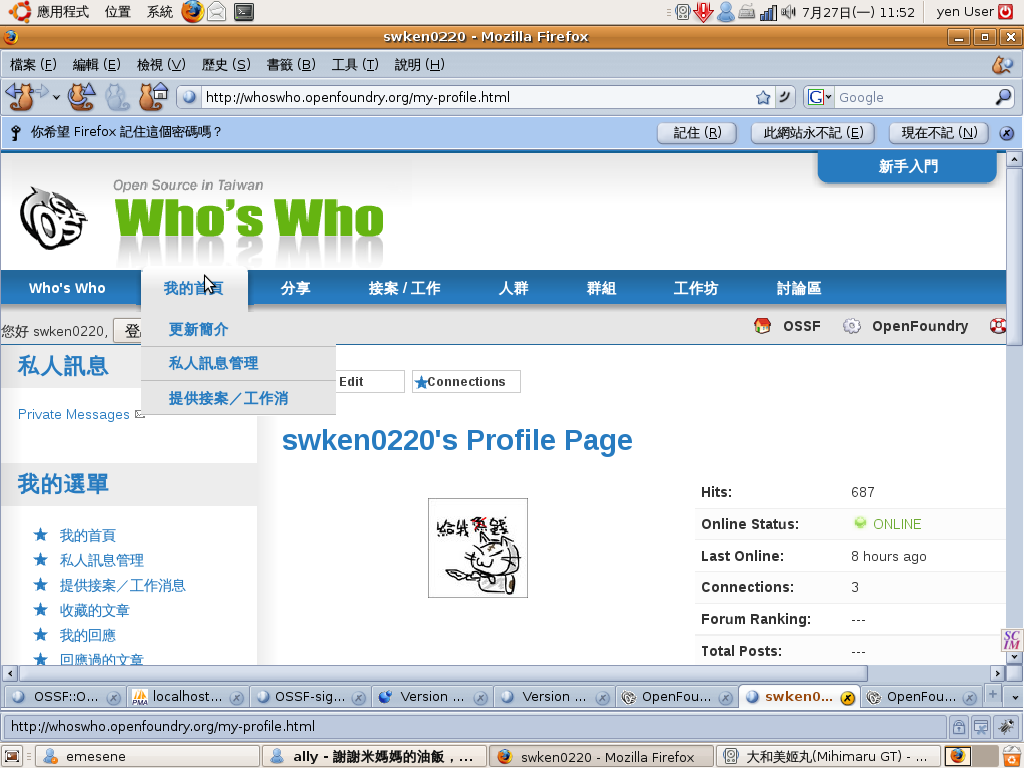 應用程式 位置 系統 7月27日(一) 11:52 yen User
swken0220 - Mozilla Firefox
檔案 (F) 編輯 (E) 檢視 (V) 歷史 (S) 書籤 (B) 工具 (T) 說明 (H)
http://whoswho.openfoundry.org/my-profile.html G Google
你希望 Firefox 記住這個密碼嗎？ 記住 (R) 此網站永不記 (E) 現在不記 (N)
新手入門
Open Source in Taiwan
OSSF Who's Who
Who's Who 我的首頁 分享 接案 / 工作 人群 群組 工作坊 討論區
您好 swken0220, 登 OSSF OpenFoundry
更新簡介
私人訊息管理
提供接案／工作消
私人訊息
Edit Connections
Private Messages
swken0220's Profile Page
我的選單
給我錢
Hits: 687
Online Status: ONLINE
Last Online: 8 hours ago
Connections: 3
Forum Ranking: ---
Total Posts: ---
我的首頁
私人訊息管理
提供接案／工作消息
收藏的文章
我的回應
回應過的文章
SCIM
OSSF::O... localhost... OSSF-sig... Version ... Version ... OpenFou... swken0... OpenFou...
http://whoswho.openfoundry.org/my-profile.html
emesene ally - 謝謝米媽媽的油飯，... swken0220 - Mozilla Firefox 大和美姬丸(Mihimaru GT) - ...